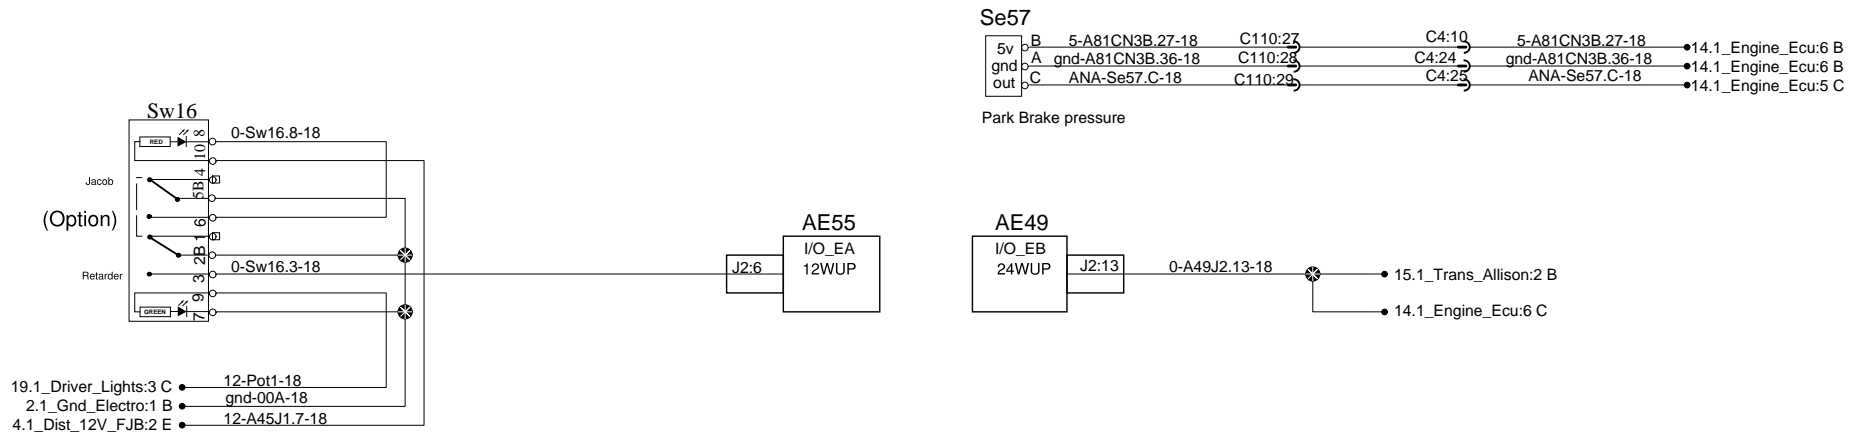 Se57
5v B 5-A81CN3B.27-18 C110:27 C4:10 5-A81CN3B.27-18 14.1_Engine_Ecu:6 B
gnd A gnd-A81CN3B.36-18 C110:28 C4:24 gnd-A81CN3B.36-18 14.1_Engine_Ecu:6 B
out C ANA-Se57.C-18 C110:29 C4:25 ANA-Se57.C-18 14.1_Engine_Ecu:5 C
Park Brake pressure
Sw16
RED 8 0-Sw16.8-18
10
Jacob 4
5B
(Option) 6
1
2B
Retarder 3 0-Sw16.3-18
9
GREEN 7
AE55
I/O_EA
J2:6 12WUP
AE49
I/O_EB
24WUP J2:13 0-A49J2.13-18 15.1_Trans_Allison:2 B
14.1_Engine_Ecu:6 C
19.1_Driver_Lights:3 C 12-Pot1-18
2.1_Gnd_Electro:1 B gnd-00A-18
4.1_Dist_12V_FJB:2 E 12-A45J1.7-18